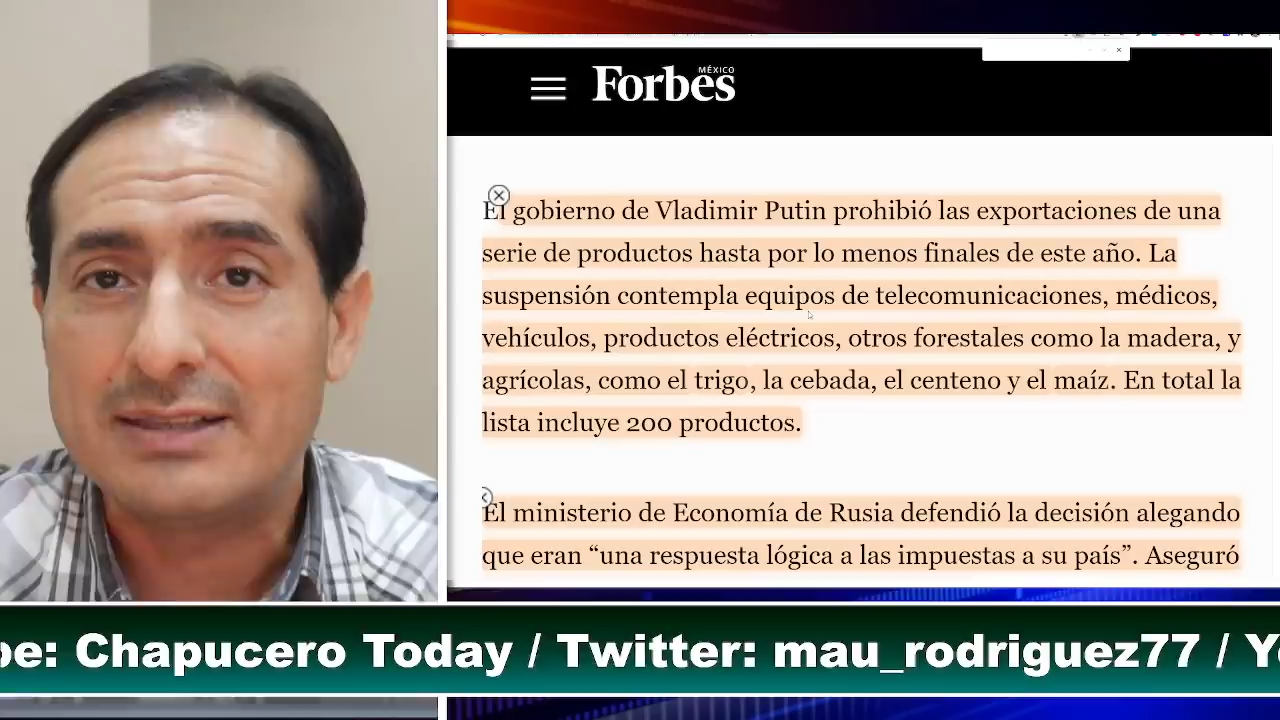 Forbes
MÉXICO
El gobierno de Vladimir Putin prohibió las exportaciones de una
serie de productos hasta por lo menos finales de este año. La
suspensión contempla equipos de telecomunicaciones, médicos,
vehículos, productos eléctricos, otros forestales como la madera, y
agrícolas, como el trigo, la cebada, el centeno y el maíz. En total la
lista incluye 200 productos.
El ministerio de Economía de Rusia defendió la decisión alegando
que eran “una respuesta lógica a las impuestas a su país”. Aseguró
be: Chapucero Today / Twitter: mau_rodriguez77 / Y